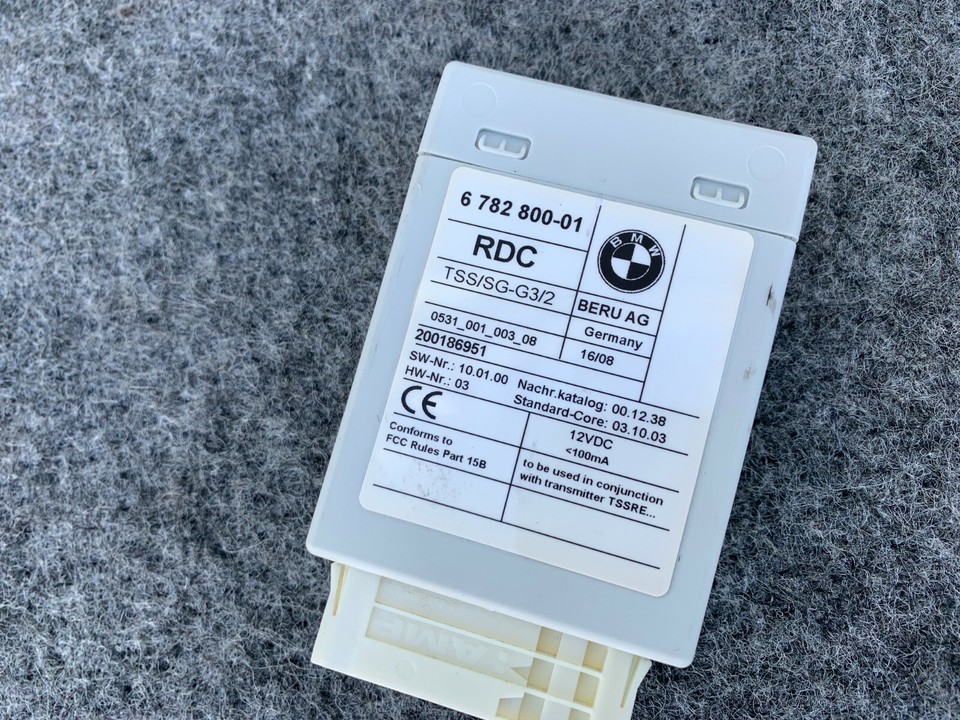 6 782 800-01
RDC
BMW
TSS/SG-G3/2
BERU AG
Germany
0531_001_003_08
16/08
200186951
SW-Nr.: 10.01.00 Nachr.katalog: 00.12.38
HW-Nr.: 03 Standard-Core: 03.10.03
CE
12VDC
<100mA
Conforms to
FCC Rules Part 15B
to be used in conjunction
with transmitter TSSRE...
AMP